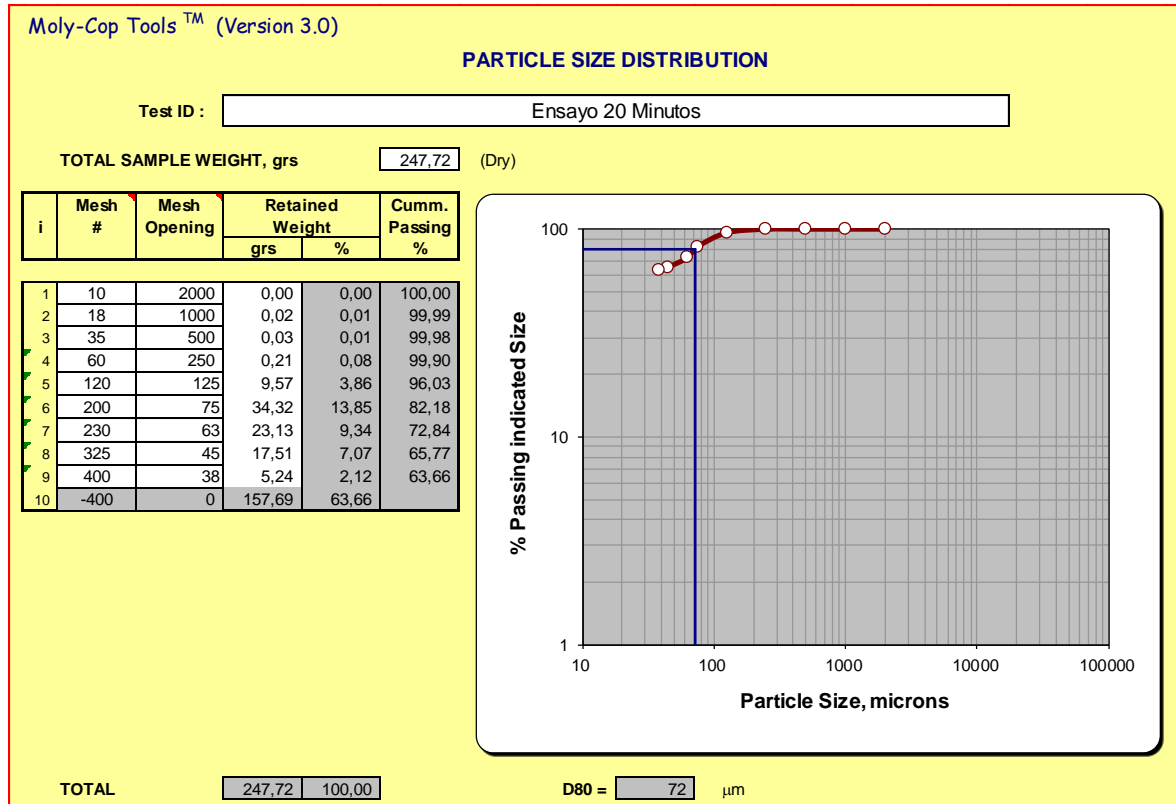 Moly-Cop Tools TM (Version 3.0)
PARTICLE SIZE DISTRIBUTION
Test ID : Ensayo 20 Minutos
TOTAL SAMPLE WEIGHT, grs 247,72 (Dry)
i Mesh # Mesh Opening Retained Weight Cumm. Passing
grs % %
1 10 2000 0,00 0,00 100,00
2 18 1000 0,02 0,01 99,99
3 35 500 0,03 0,01 99,98
4 60 250 0,21 0,08 99,90
5 120 125 9,57 3,86 96,03
6 200 75 34,32 13,85 82,18
7 230 63 23,13 9,34 72,84
8 325 45 17,51 7,07 65,77
9 400 38 5,24 2,12 63,66
10 -400 0 157,69 63,66
% Passing indicated Size
100
10
1
10 100 1000 10000 100000
Particle Size, microns
TOTAL 247,72 100,00 D80 = 72 μm